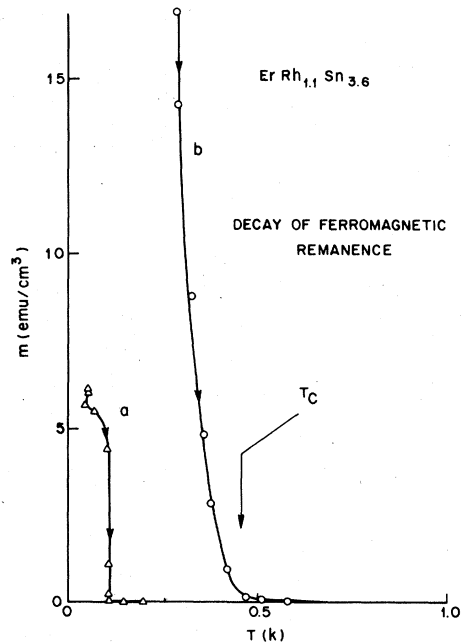 15
Er Rh1.1 Sn3.6
b
DECAY OF FERROMAGNETIC
REMANENCE
10
m (emu/cm³)
5
a
TC
0
0
0.5
1.0
T (k)